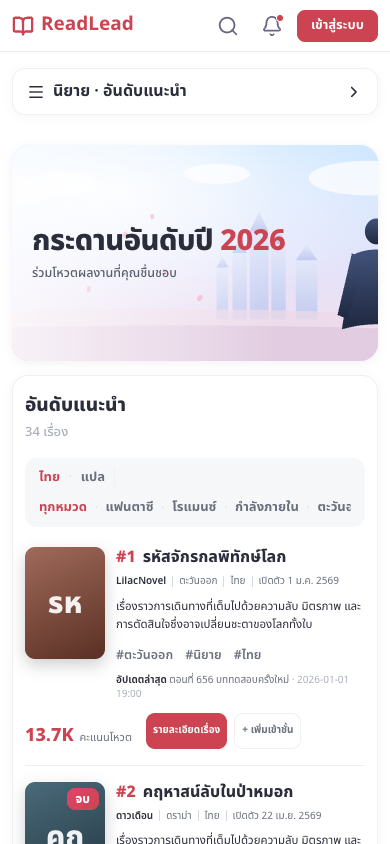 ReadLead
เข้าสู่ระบบ
นิยาย · อันดับแนะนำ
กระดานอันดับปี 2026
ร่วมโหวตผลงานที่คุณชื่นชอบ
อันดับแนะนำ
34 เรื่อง
ไทย · แปล
ทุกหมวด · แฟนตาซี · โรแมนซ์ · กำลังภายใน · ตะวันอ
รห
#1 รหัสจักรกลพิทักษ์โลก
LilacNovel | ตะวันออก | ไทย | เปิดตัว 1 ม.ค. 2569
เรื่องราวการเดินทางที่เต็มไปด้วยความลับ มิตรภาพ และ
การตัดสินใจซึ่งอาจเปลี่ยนชะตาของโลกทั้งใบ
#ตะวันออก #นิยาย #ไทย
อัปเดตล่าสุด ตอนที่ 656 บททดสอบครั้งใหม่ · 2026-01-01
19:00
13.7K คะแนนโหวต
รายละเอียดเรื่อง
+ เพิ่มเข้าชั้น
จบ
คฤ
#2 คฤหาสน์ลับในป่าหมอก
ดาวเดือน | ดราม่า | ไทย | เปิดตัว 22 เม.ย. 2569
เรื่องราวการเดินทางที่เต็มไปด้วยความลับ มิตรภาพ และ